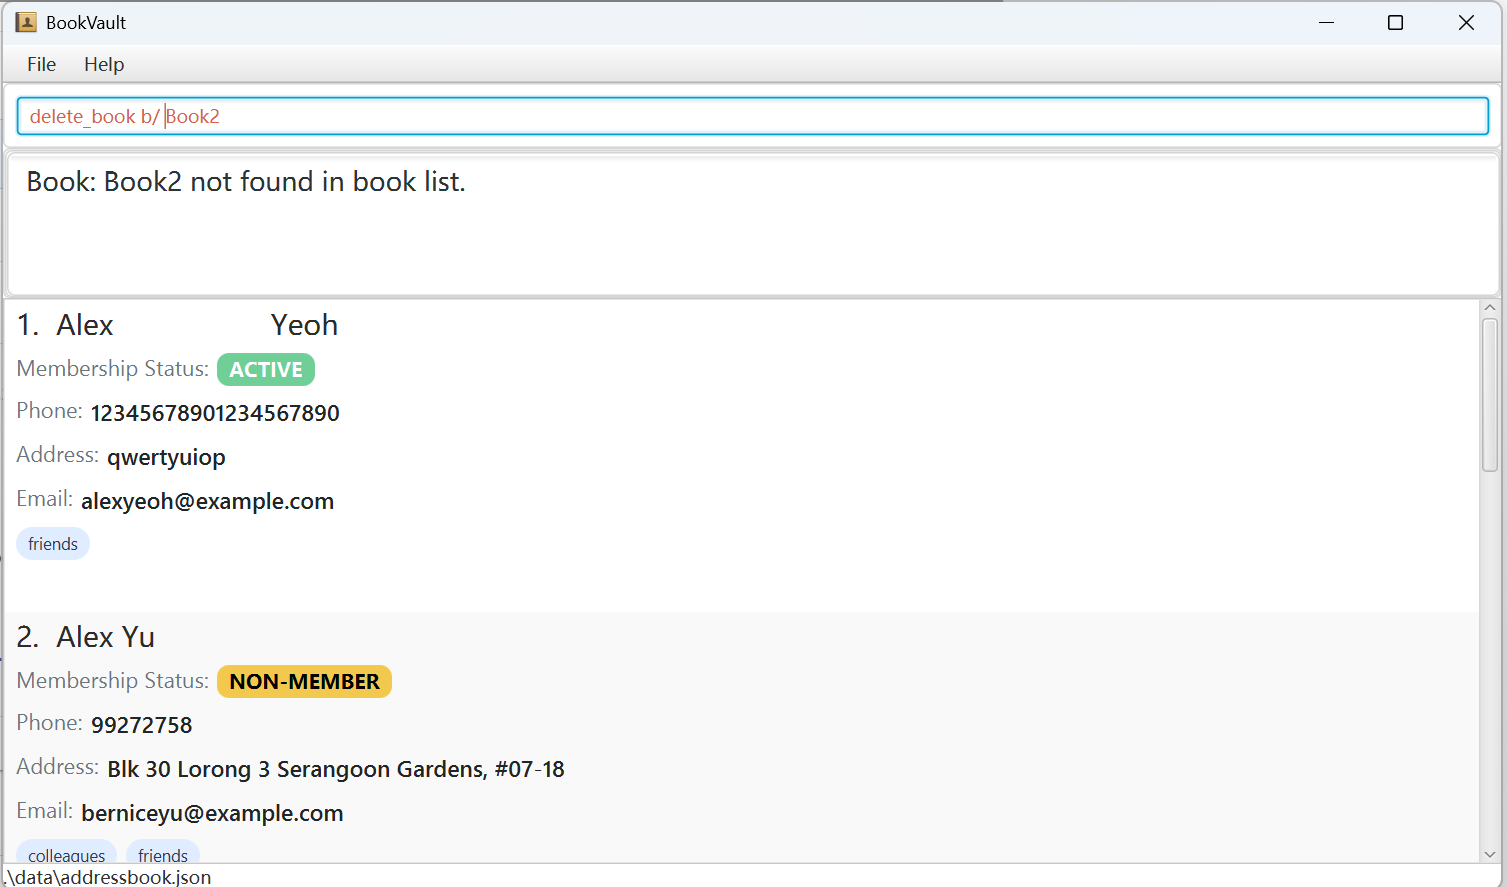 BookVault
File Help
delete_book b/ Book2
Book: Book2 not found in book list.
1. Alex Yeoh
Membership Status: ACTIVE
Phone: 12345678901234567890
Address: qwertyuiop
Email: alexyeoh@example.com
friends
2. Alex Yu
Membership Status: NON-MEMBER
Phone: 99272758
Address: Blk 30 Lorong 3 Serangoon Gardens, #07-18
Email: berniceyu@example.com
colleagues friends
.\data\addressbook.json